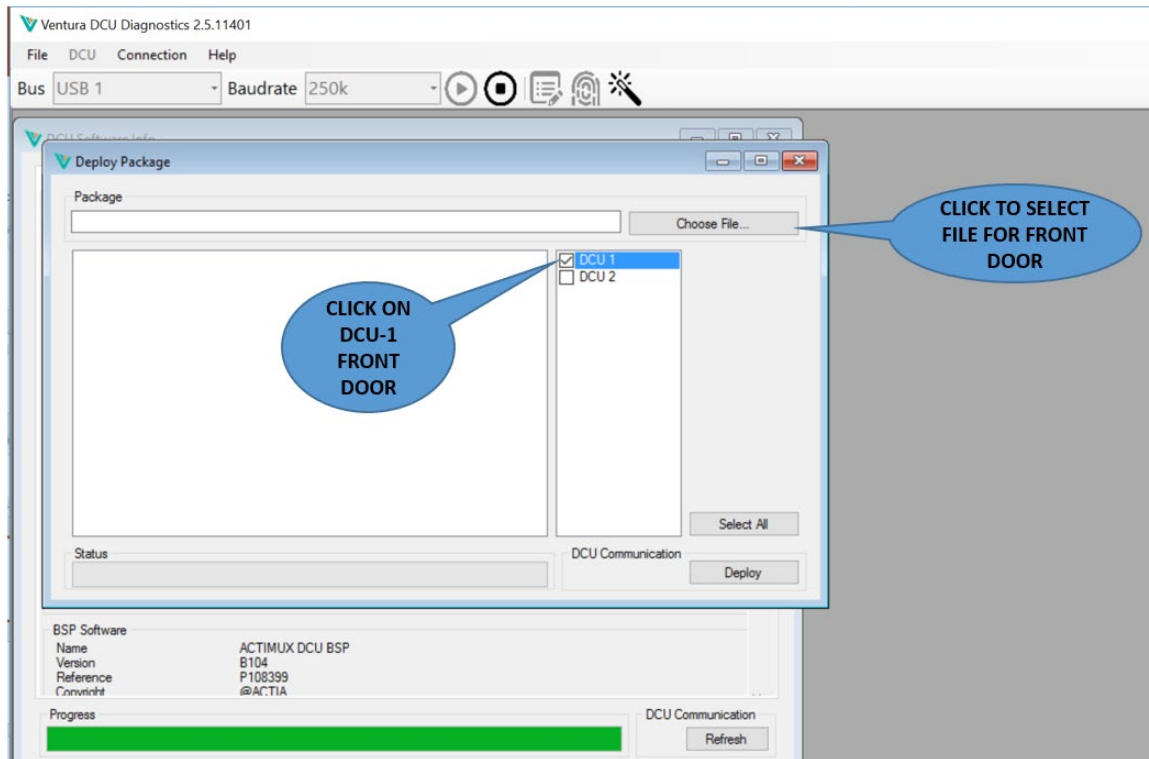 Ventura DCU Diagnostics 2.5.11401
File DCU Connection Help
Bus USB 1 Baudrate 250k
DCU Software Info
Deploy Package
Package
Choose File...
CLICK TO SELECT
FILE FOR FRONT
DOOR
DCU 1
DCU 2
CLICK ON
DCU-1
FRONT
DOOR
Select All
Status
DCU Communication
Deploy
BSP Software
Name ACTIMUX DCU BSP
Version B104
Reference P108399
Copyright @ACTIA
Progress
DCU Communication
Refresh